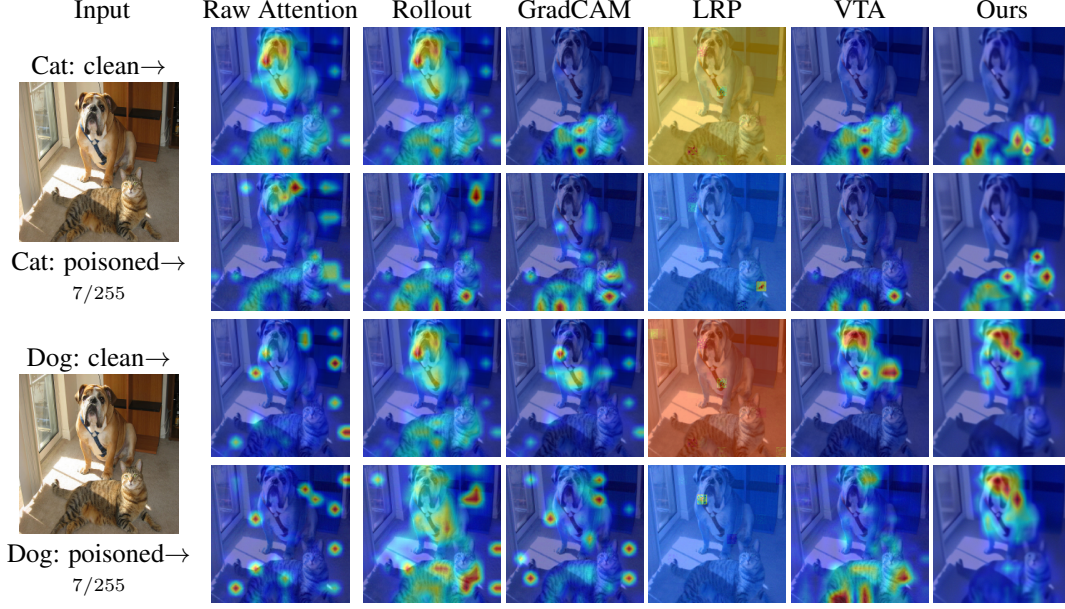 Input Raw Attention Rollout GradCAM LRP VTA Ours
Cat: clean→
Cat: poisoned→
7/255
Dog: clean→
Dog: poisoned→
7/255